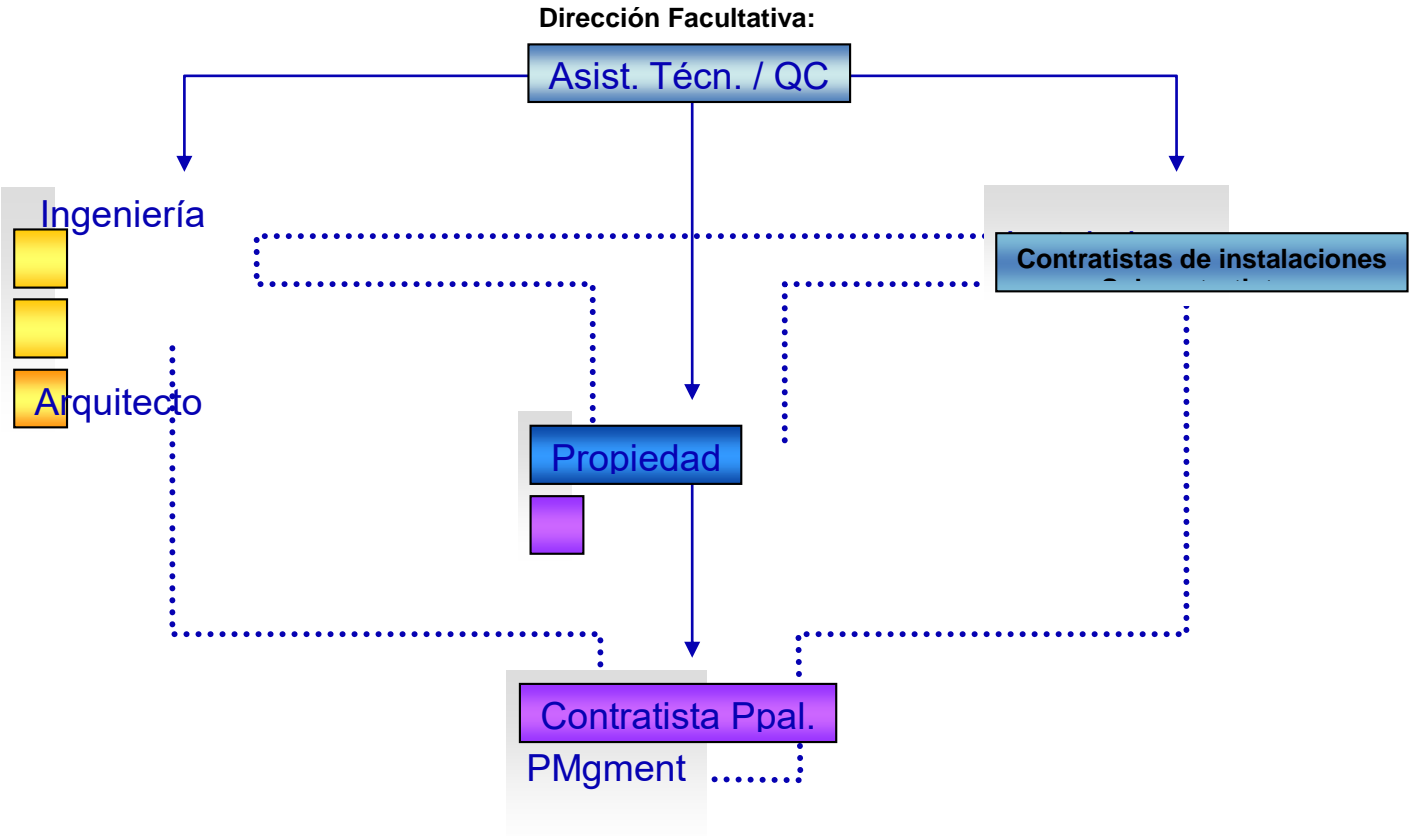 Dirección Facultativa:
Asist. Técn. / QC
Ingeniería
Contratistas de instalaciones
Arquitecto
Propiedad
Contratista Ppal.
PMgment